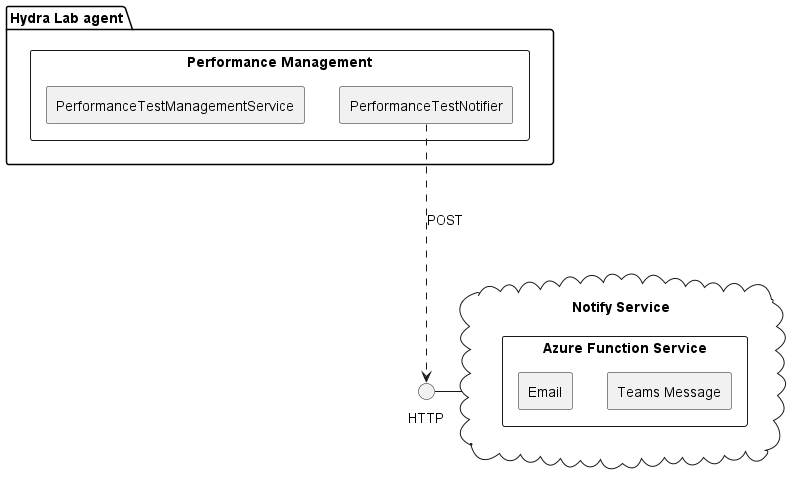 Hydra Lab agent
Performance Management
PerformanceTestManagementService
PerformanceTestNotifier
POST
Notify Service
Azure Function Service
Email
Teams Message
HTTP